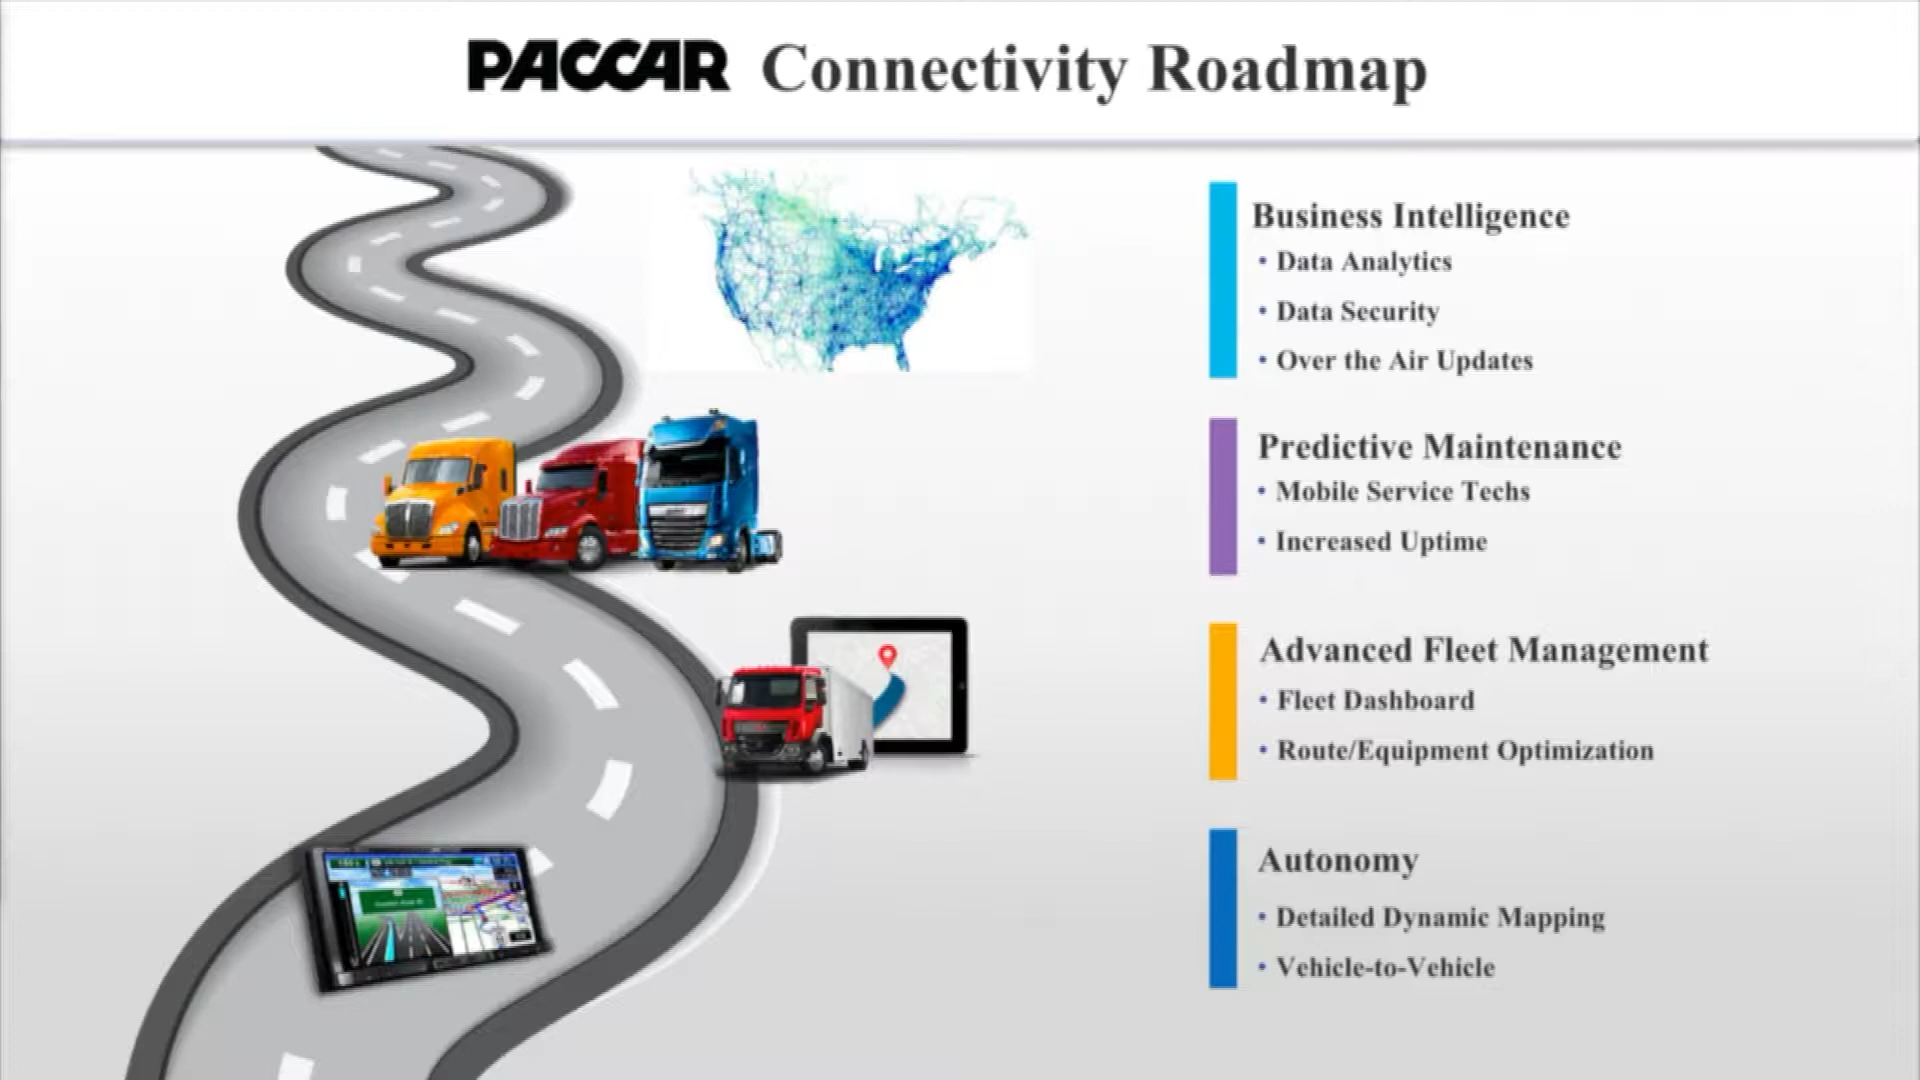 PACCAR Connectivity Roadmap
Business Intelligence
• Data Analytics
• Data Security
• Over the Air Updates
Predictive Maintenance
• Mobile Service Techs
• Increased Uptime
Advanced Fleet Management
• Fleet Dashboard
• Route/Equipment Optimization
Autonomy
• Detailed Dynamic Mapping
• Vehicle-to-Vehicle